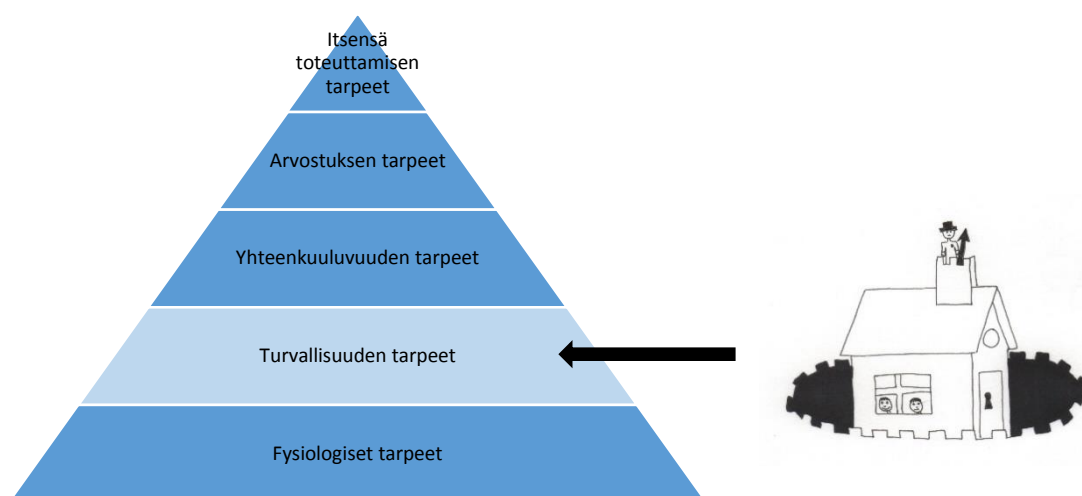 Itsensä
toteuttamisen
tarpeet
Arvostuksen tarpeet
Yhteenkuuluvuuden tarpeet
Turvallisuuden tarpeet
Fysiologiset tarpeet